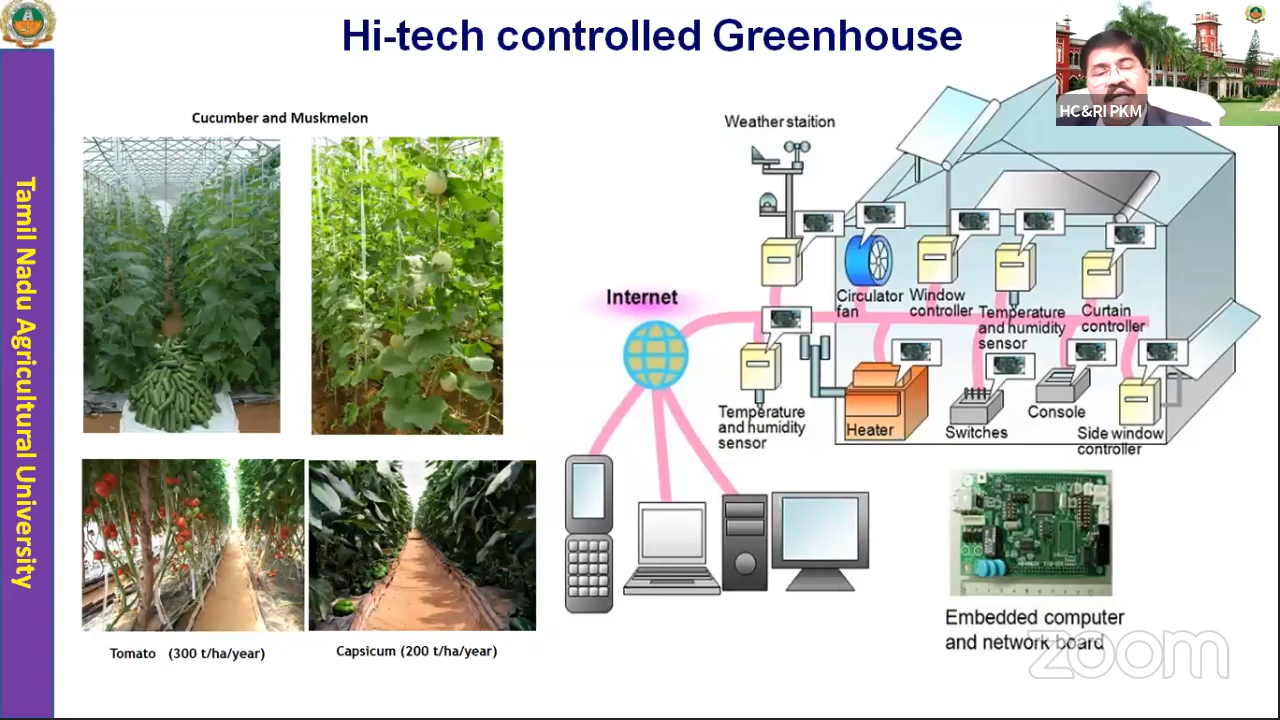 Hi-tech controlled Greenhouse
HC&RI PKM
Tamil Nadu Agricultural University
Cucumber and Muskmelon
Tomato (300 t/ha/year)
Capsicum (200 t/ha/year)
Weather staition
Internet
Circulator
fan
Window
controller
Temperature
and humidity
sensor
Curtain
controller
Temperature
and humidity
sensor
Heater
Switches
Console
Side window
controller
Embedded computer
and network board
zoom